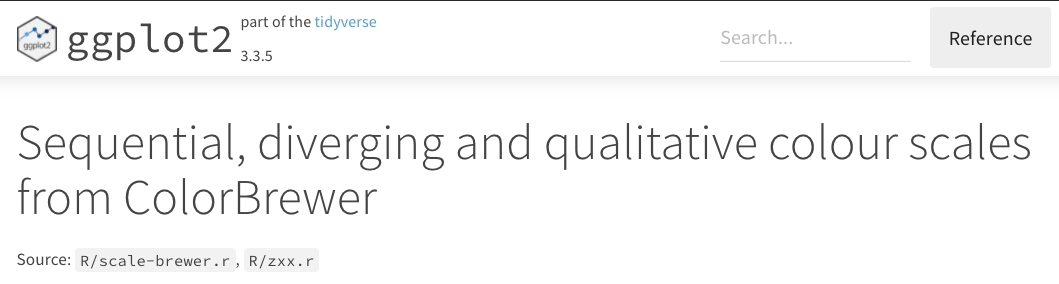 ggplot2
part of the tidyverse
3.3.5
ggplot2
Search...
Reference
Sequential, diverging and qualitative colour scales
from ColorBrewer
Source: R/scale-brewer.r, R/zxx.r